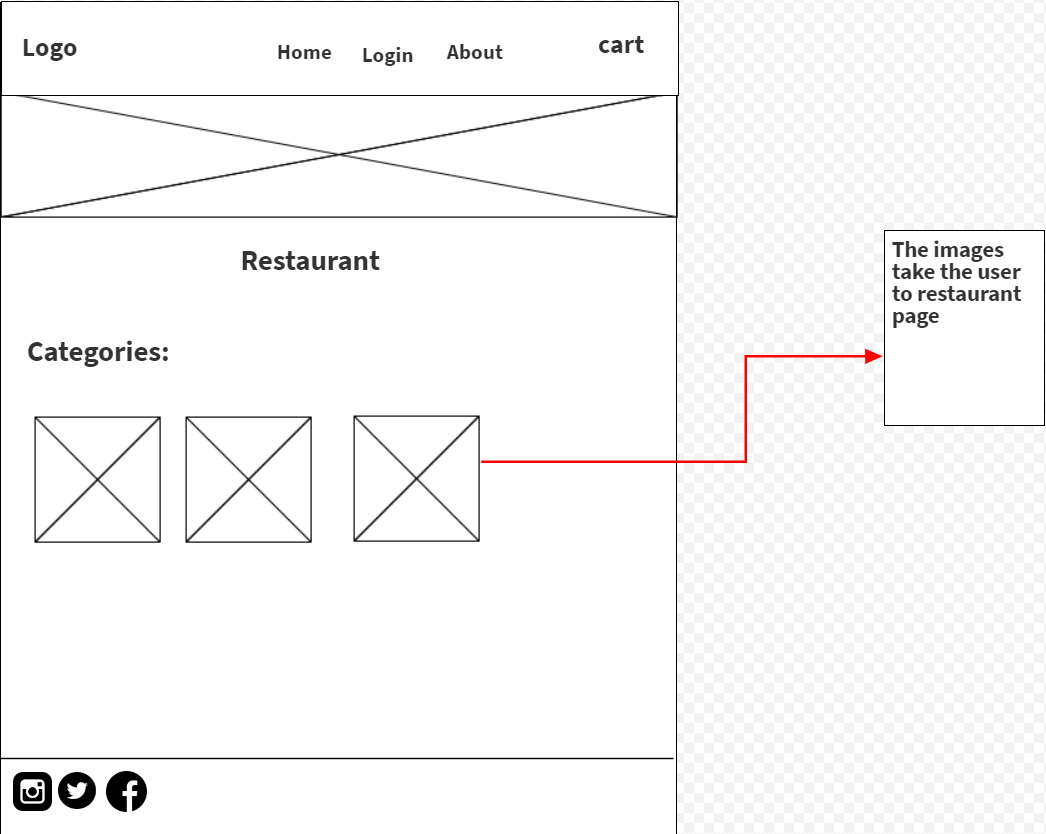 Logo
Home
Login
About
cart
Restaurant
Categories:
The images
take the user
to restaurant
page